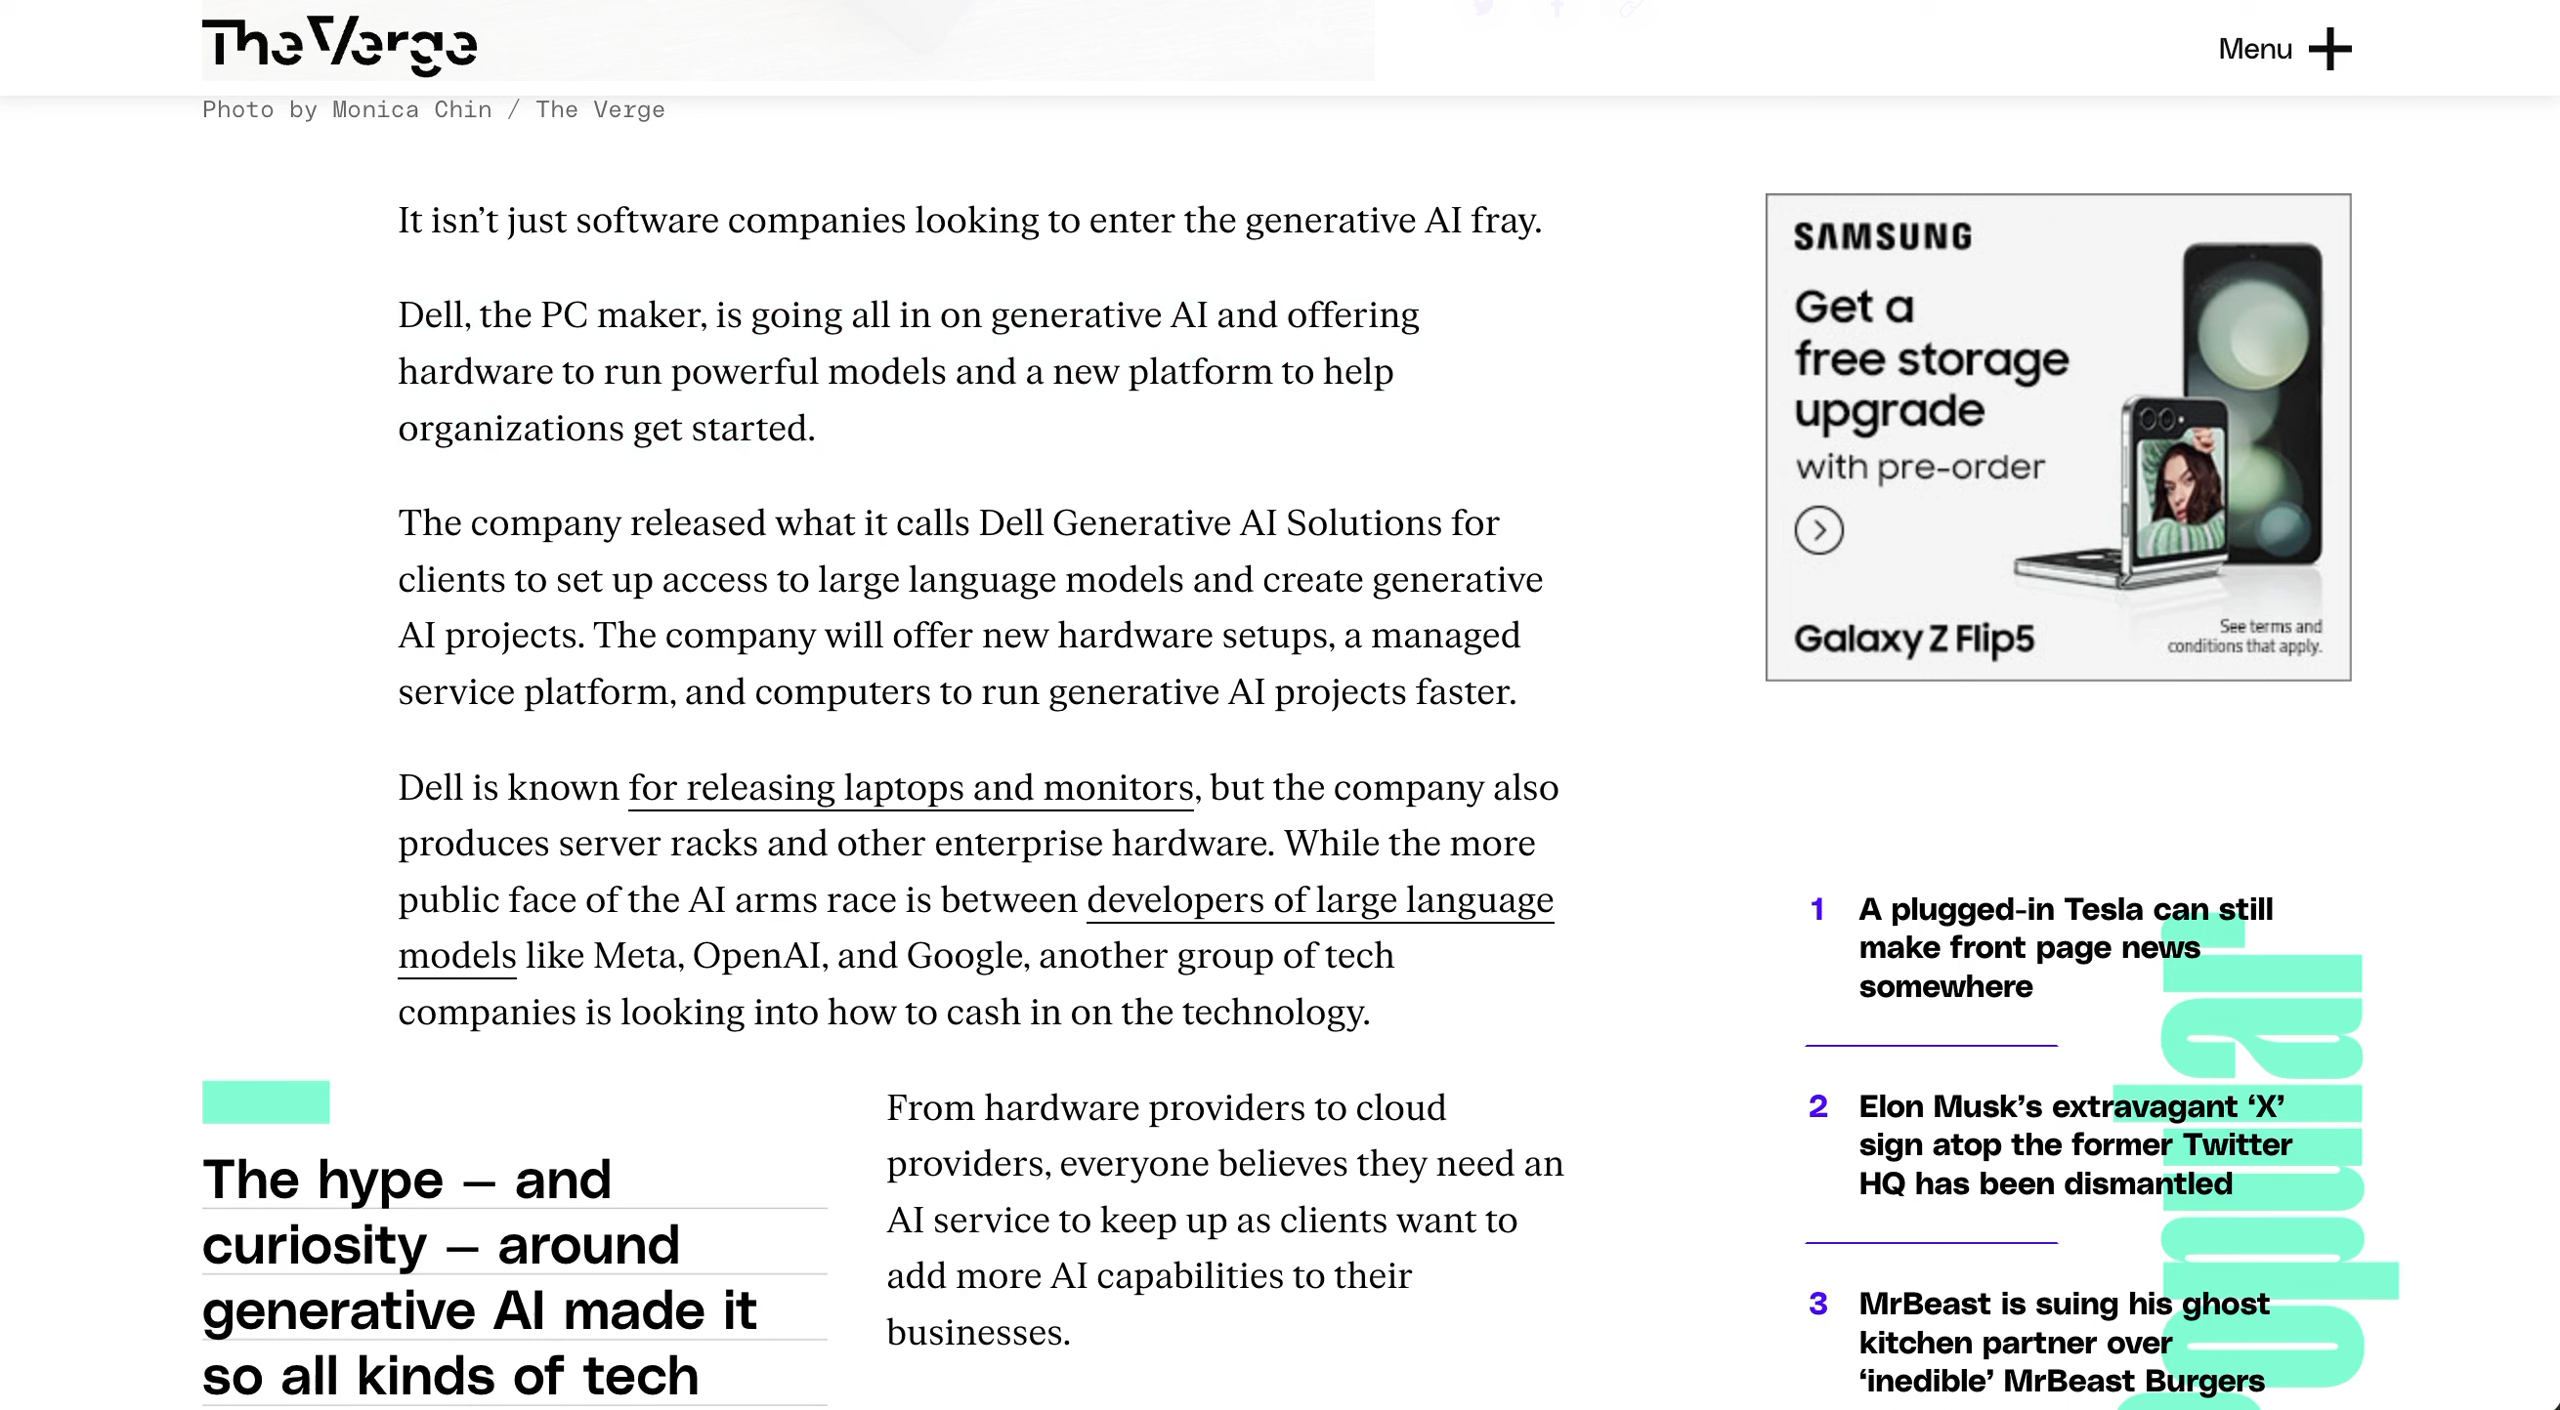 The Verge
Menu
Photo by Monica Chin / The Verge
It isn’t just software companies looking to enter the generative AI fray.
Dell, the PC maker, is going all in on generative AI and offering
hardware to run powerful models and a new platform to help
organizations get started.
The company released what it calls Dell Generative AI Solutions for
clients to set up access to large language models and create generative
AI projects. The company will offer new hardware setups, a managed
service platform, and computers to run generative AI projects faster.
Dell is known for releasing laptops and monitors, but the company also
produces server racks and other enterprise hardware. While the more
public face of the AI arms race is between developers of large language
models like Meta, OpenAI, and Google, another group of tech
companies is looking into how to cash in on the technology.
The hype – and
curiosity – around
generative AI made it
so all kinds of tech
From hardware providers to cloud
providers, everyone believes they need an
AI service to keep up as clients want to
add more AI capabilities to their
businesses.
SAMSUNG
Get a
free storage
upgrade
with pre-order
Galaxy Z Flip5
See terms and
conditions that apply.
1 A plugged-in Tesla can still
make front page news
somewhere
2 Elon Musk’s extravagant ‘X’
sign atop the former Twitter
HQ has been dismantled
3 MrBeast is suing his ghost
kitchen partner over
‘inedible’ MrBeast Burgers